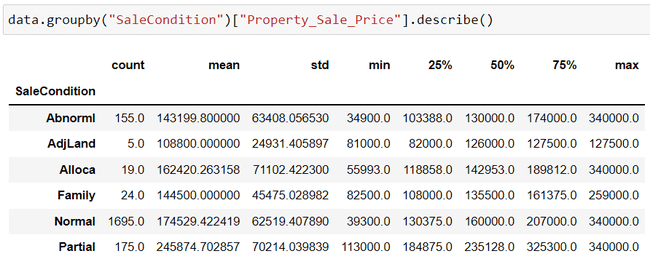 data.groupby("SaleCondition")["Property_Sale_Price"].describe()
count mean std min 25% 50% 75% max
SaleCondition
Abnorml 155.0 143199.800000 63408.056530 34900.0 103388.0 130000.0 174000.0 340000.0
AdjLand 5.0 108800.000000 24931.405897 81000.0 82000.0 126000.0 127500.0 127500.0
Alloca 19.0 162420.263158 71102.422300 55993.0 118858.0 142953.0 189812.0 340000.0
Family 24.0 144500.000000 45475.028982 82500.0 108000.0 135500.0 161375.0 259000.0
Normal 1695.0 174529.422419 62519.407890 39300.0 130375.0 160000.0 207000.0 340000.0
Partial 175.0 245874.702857 70214.039839 113000.0 184875.0 235128.0 325300.0 340000.0